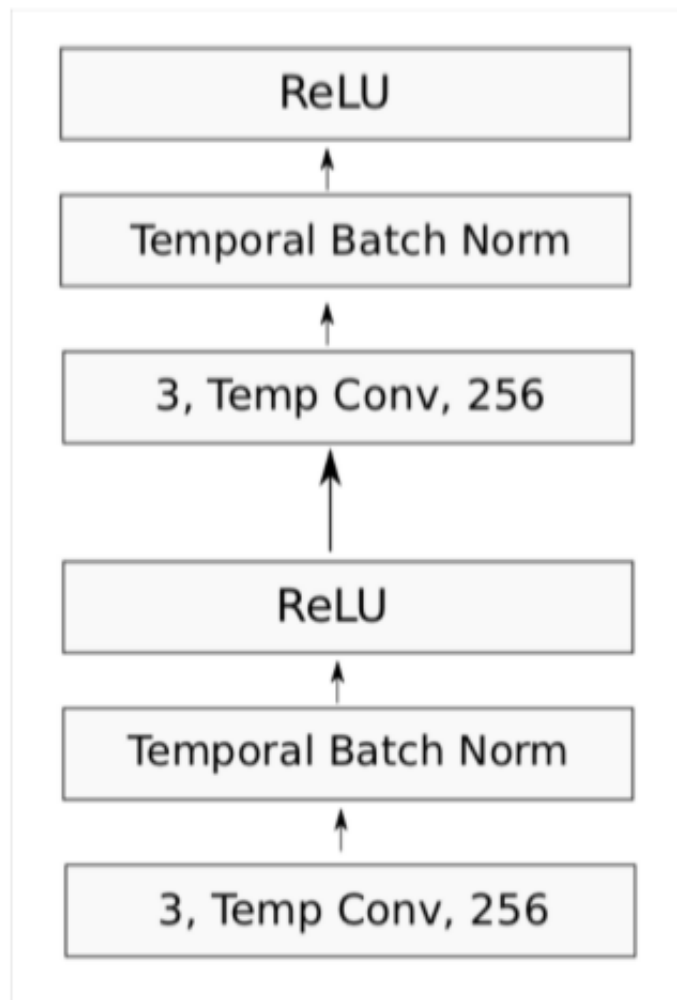 ReLU
Temporal Batch Norm
3, Temp Conv, 256
ReLU
Temporal Batch Norm
3, Temp Conv, 256